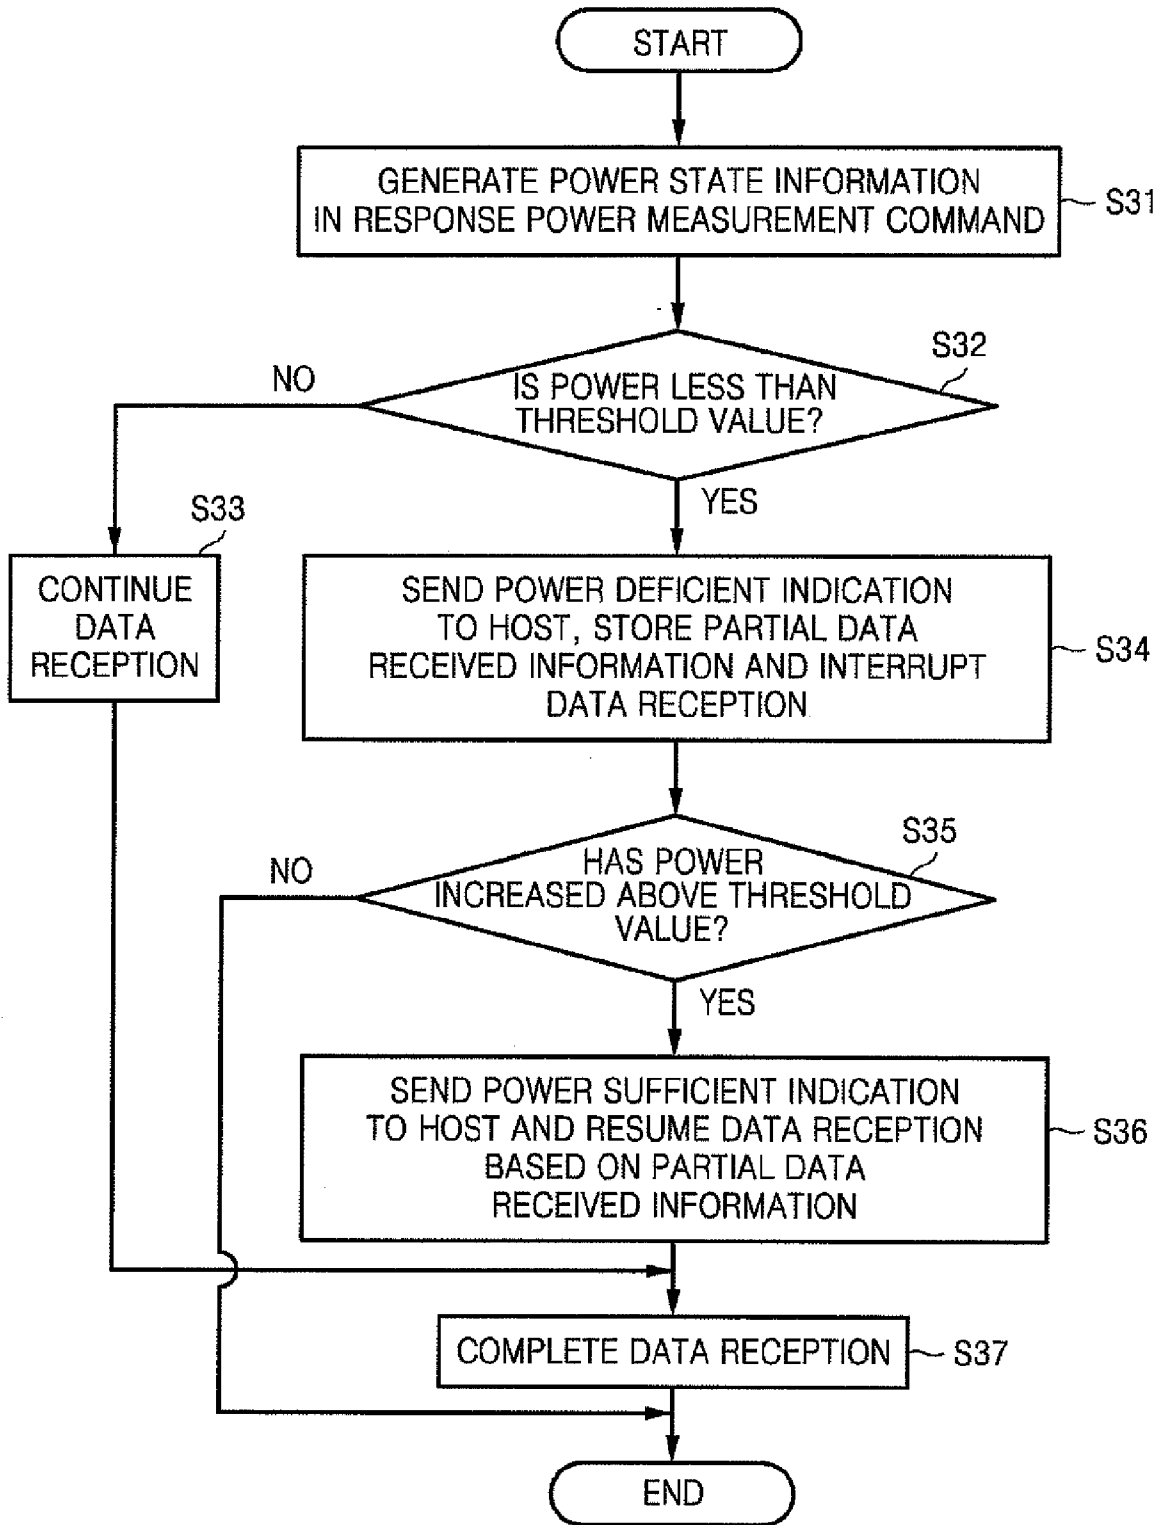 START
GENERATE POWER STATE INFORMATION
IN RESPONSE POWER MEASUREMENT COMMAND
S31
S32
IS POWER LESS THAN
THRESHOLD VALUE?
NO
YES
S33
CONTINUE
DATA
RECEPTION
SEND POWER DEFICIENT INDICATION
TO HOST, STORE PARTIAL DATA
RECEIVED INFORMATION AND INTERRUPT
DATA RECEPTION
S34
S35
HAS POWER
INCREASED ABOVE THRESHOLD
VALUE?
NO
YES
SEND POWER SUFFICIENT INDICATION
TO HOST AND RESUME DATA RECEPTION
BASED ON PARTIAL DATA
RECEIVED INFORMATION
S36
COMPLETE DATA RECEPTION
S37
END